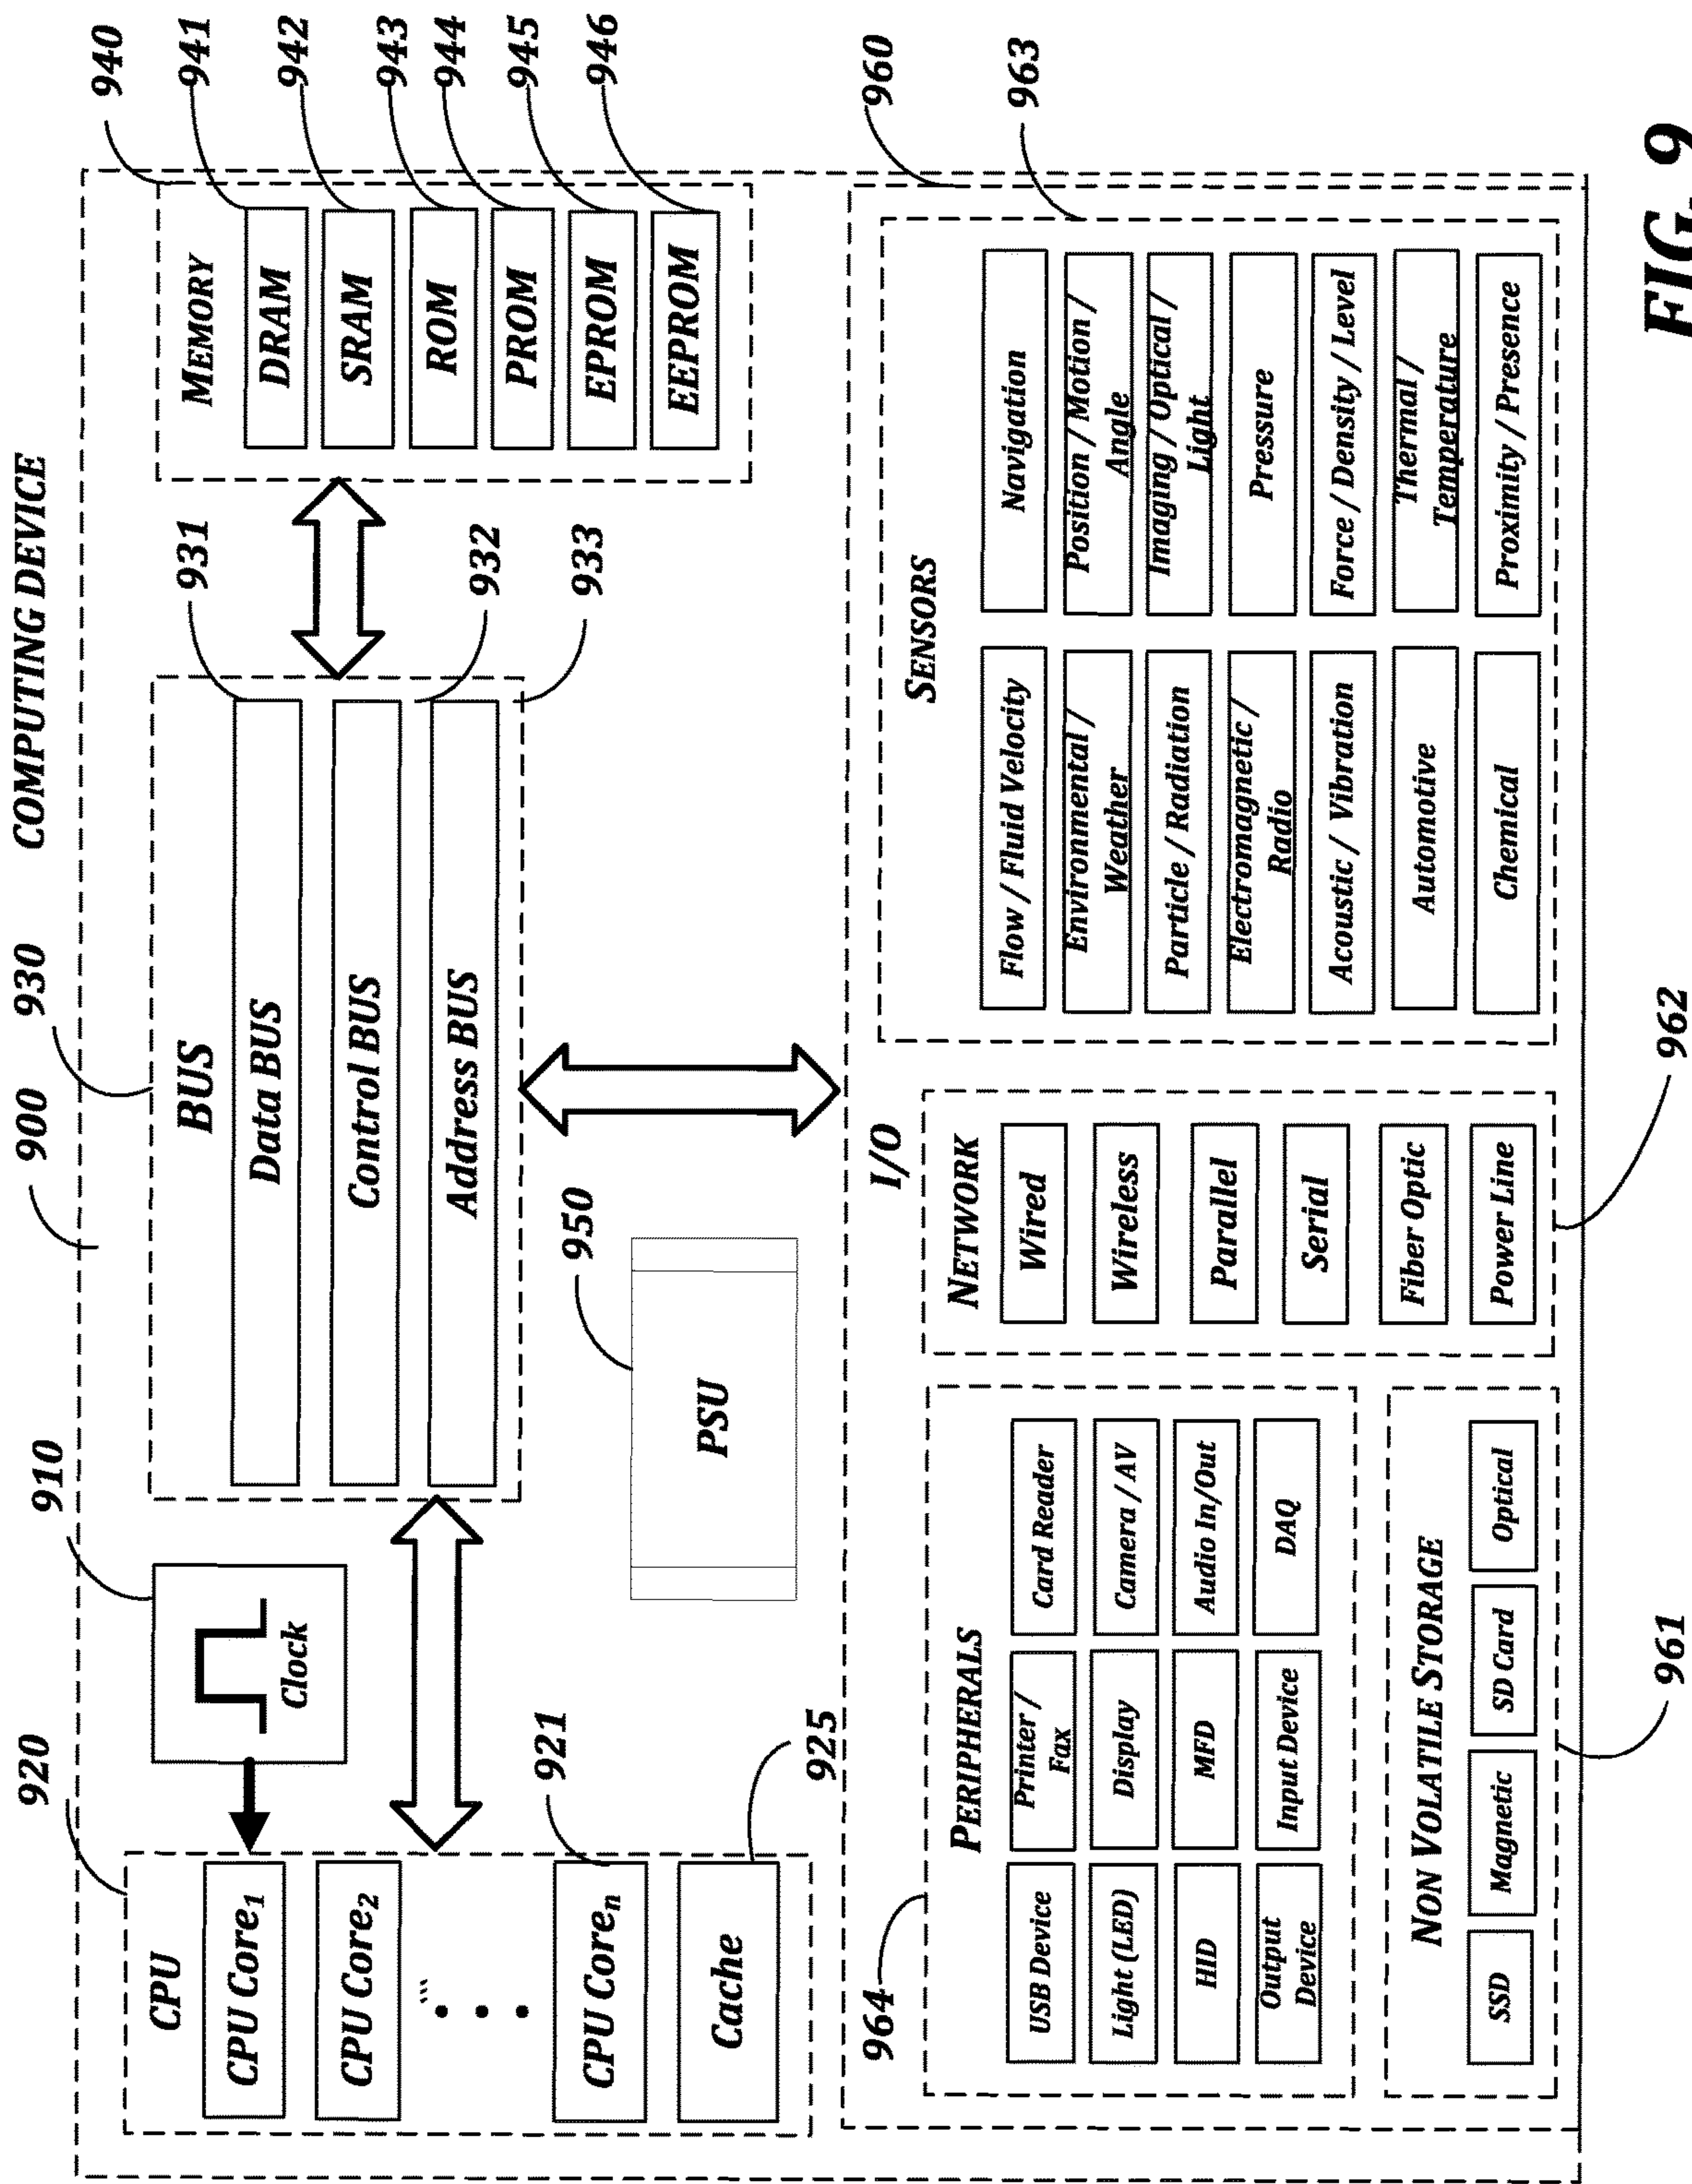 COMPUTING DEVICE
920
910
900
930
940
CPU
CPU Core1
CPU Core2
CPU Coren
921
Cache
925
Clock
BUS
Data BUS
931
Control BUS
932
Address BUS
933
MEMORY
DRAM
941
SRAM
942
ROM
943
PROM
944
EPROM
945
EEPROM
946
PSU
950
I/O
960
964
PERIPHERALS
USB Device
Printer /
Fax
Card Reader
Light (LED)
Display
Camera / AV
HID
MFD
Audio In/Out
Output
Device
Input Device
DAQ
NON VOLATILE STORAGE
SSD
Magnetic
SD Card
Optical
961
NETWORK
Wired
Wireless
Parallel
Serial
Fiber Optic
Power Line
962
SENSORS
963
Flow / Fluid Velocity
Navigation
Environmental /
Weather
Position / Motion /
Angle
Particle / Radiation
Imaging / Optical /
Light
Electromagnetic /
Radio
Pressure
Acoustic / Vibration
Force / Density / Level
Automotive
Thermal /
Temperature
Chemical
Proximity / Presence
FIG. 9